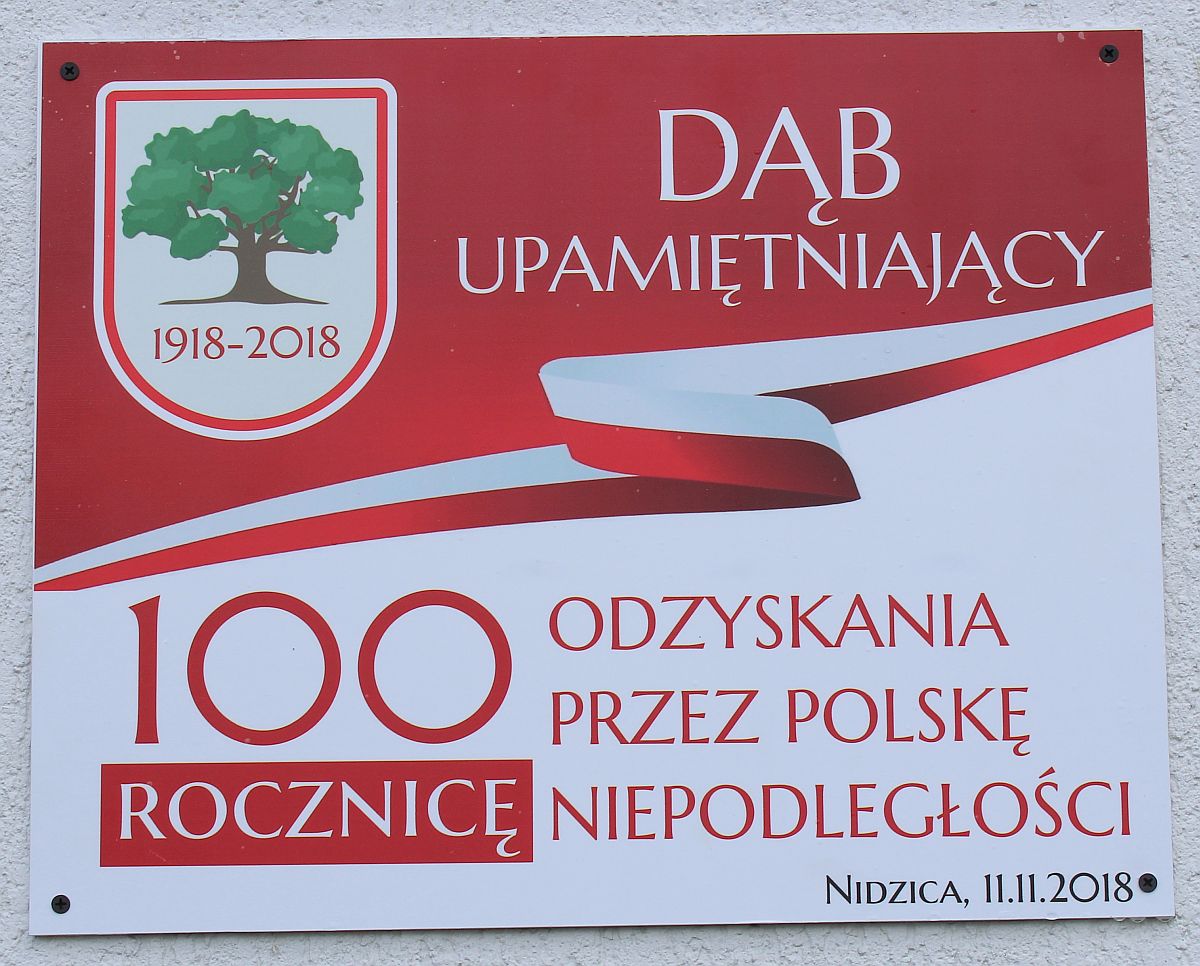 DĄB
UPAMIĘTNIAJĄCY
1918-2018
100
ROCZNICĘ
ODZYSKANIA
PRZEZ POLSKĘ
NIEPODLEGŁOŚCI
NIDZICA, 11.11.2018